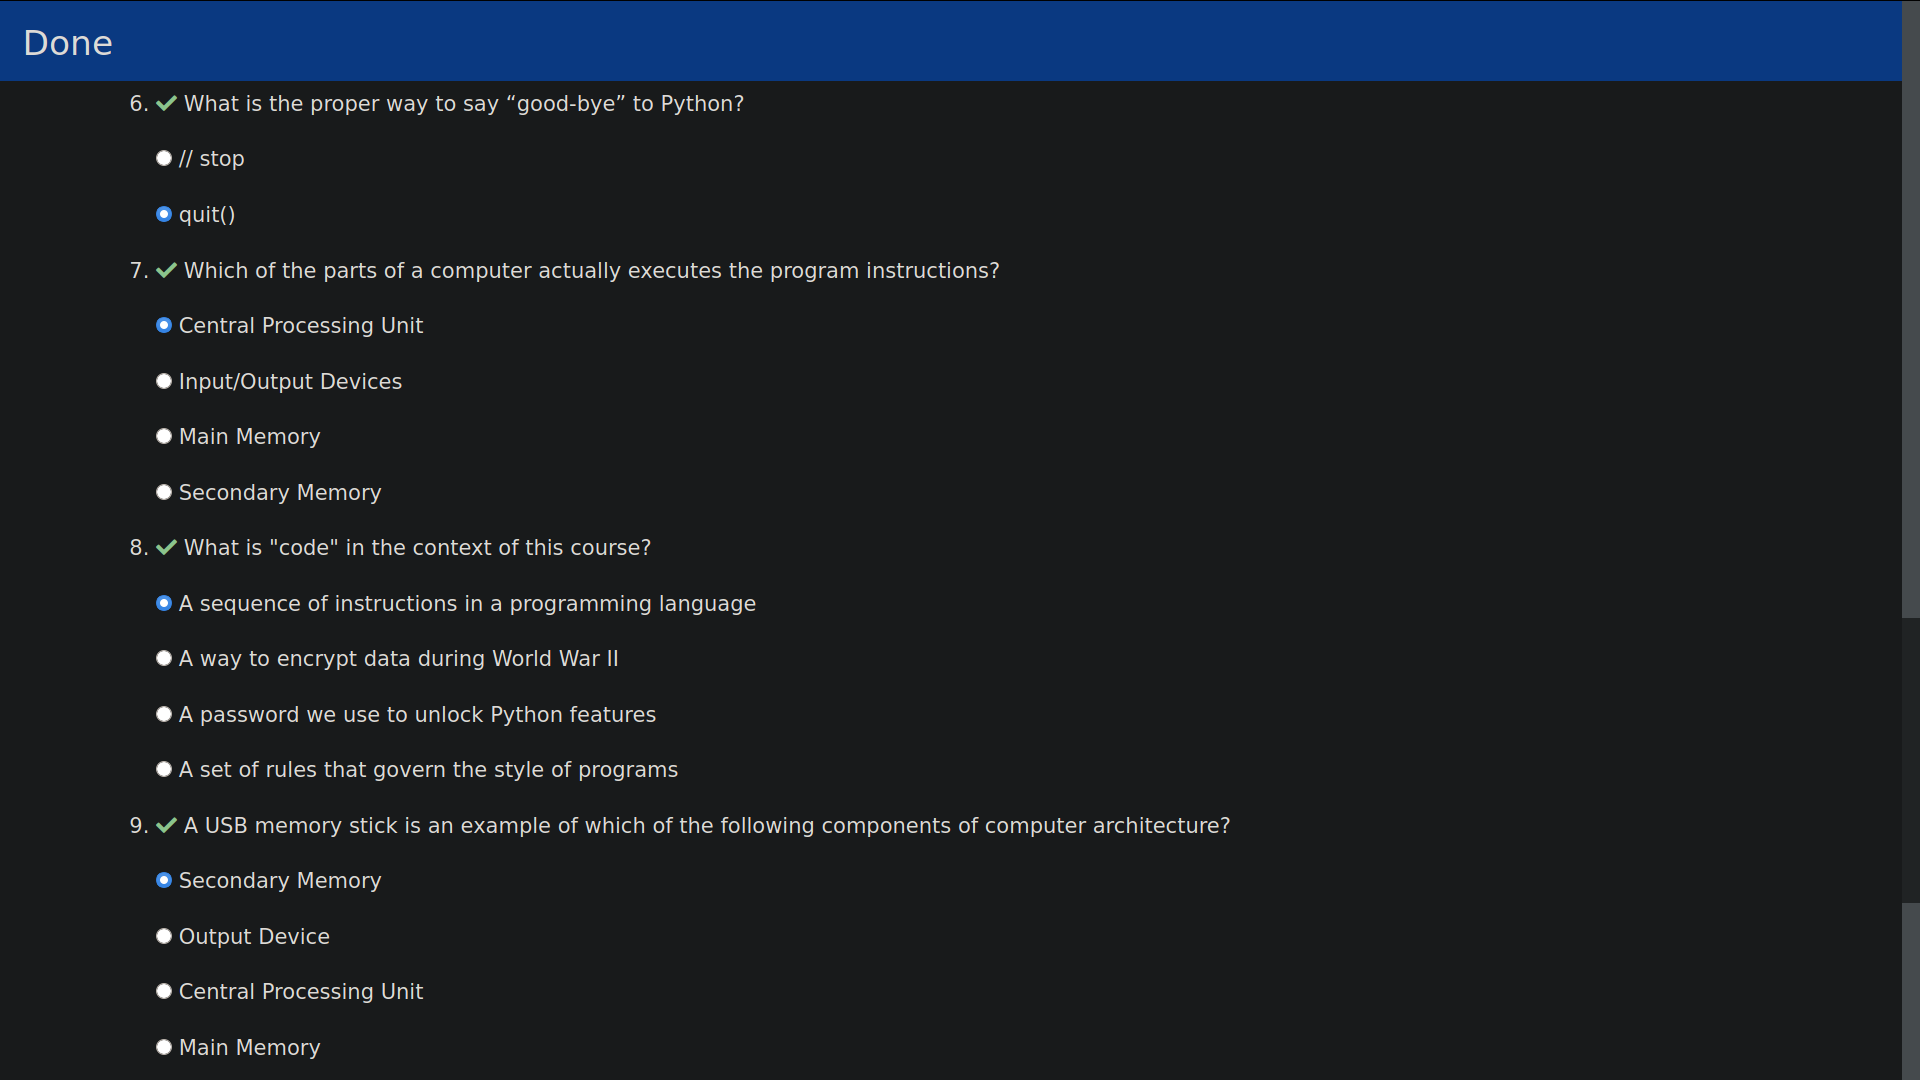 Done
6. ✔ What is the proper way to say “good-bye” to Python?
// stop
quit()
7. ✔ Which of the parts of a computer actually executes the program instructions?
Central Processing Unit
Input/Output Devices
Main Memory
Secondary Memory
8. ✔ What is "code" in the context of this course?
A sequence of instructions in a programming language
A way to encrypt data during World War II
A password we use to unlock Python features
A set of rules that govern the style of programs
9. ✔ A USB memory stick is an example of which of the following components of computer architecture?
Secondary Memory
Output Device
Central Processing Unit
Main Memory